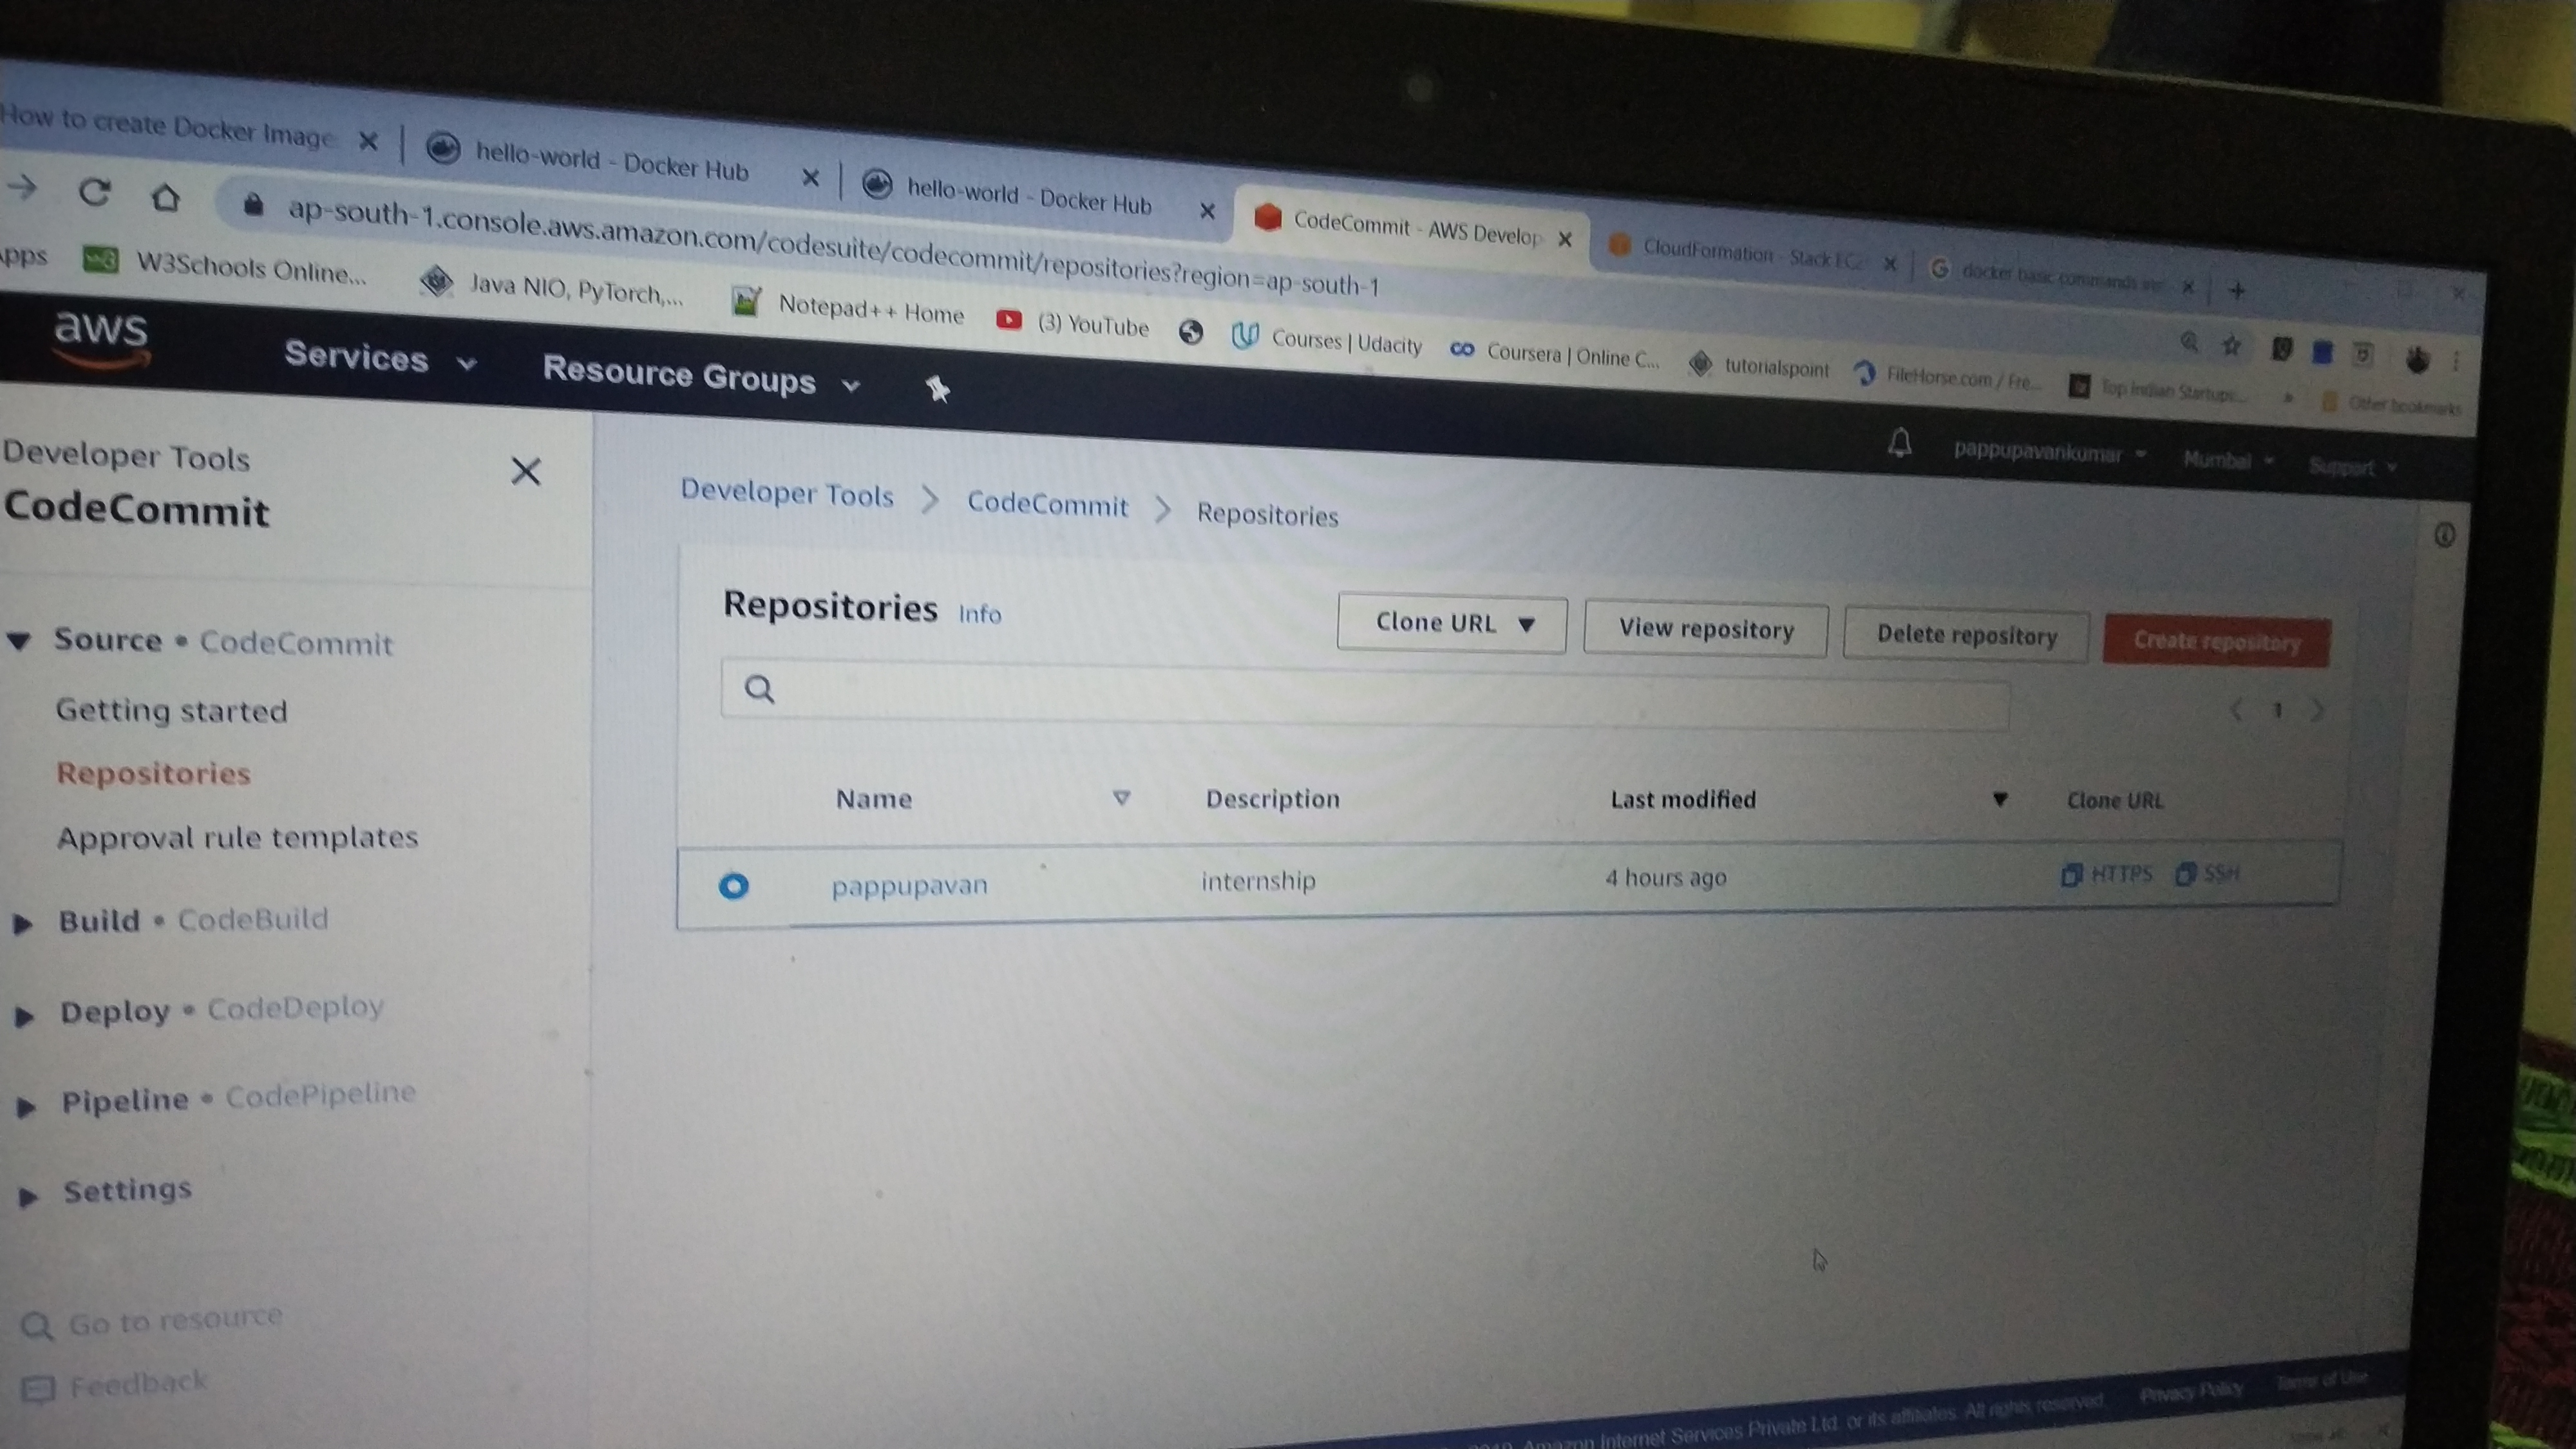 How to create Docker Image
hello-world - Docker Hub
hello-world - Docker Hub
CodeCommit - AWS Develop
CloudFormation - Stack EC2
docker basic commands
ap-south-1.console.aws.amazon.com/codesuite/codecommit/repositories?region=ap-south-1
Apps
W3Schools Online...
Java NIO, PyTorch,...
Notepad++ Home
(3) YouTube
Courses | Udacity
Coursera | Online C...
tutorialspoint
FileHorse.com / Fre...
Top Indian Startups...
»
Other bookmarks
aws
Services
Resource Groups
pappupavankumar
Mumbai
Support
Developer Tools
CodeCommit
Source • CodeCommit
Getting started
Repositories
Approval rule templates
Build • CodeBuild
Deploy • CodeDeploy
Pipeline • CodePipeline
Settings
Go to resource
Feedback
Developer Tools > CodeCommit > Repositories
Repositories Info
Clone URL
View repository
Delete repository
Create repository
1
Name Description Last modified Clone URL
pappupavan internship 4 hours ago HTTPS SSH
Amazon Internet Services Private Ltd. or its affiliates. All rights reserved. Privacy Policy Terms of Use